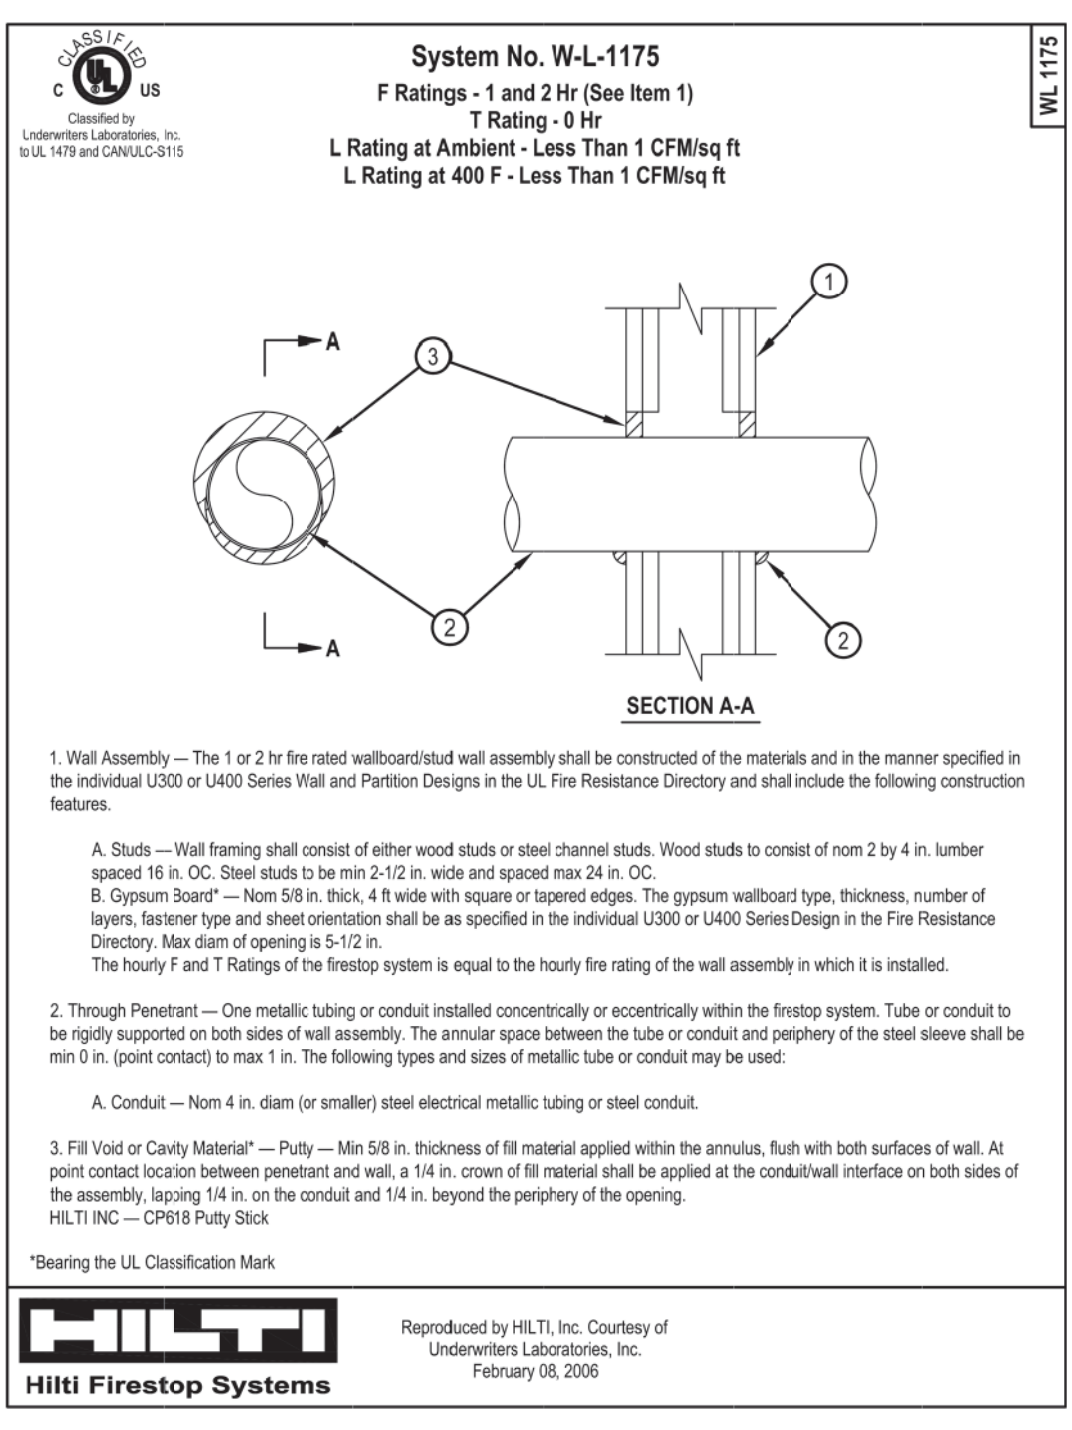 CLASSIFIED
UL
®
C US
Classified by
Underwriters Laboratories, Inc.
to UL 1479 and CAN/ULC-S115
System No. W-L-1175
F Ratings - 1 and 2 Hr (See Item 1)
T Rating - 0 Hr
L Rating at Ambient - Less Than 1 CFM/sq ft
L Rating at 400 F - Less Than 1 CFM/sq ft
WL 1175
1
A
3
2
A
2
SECTION A-A
1. Wall Assembly — The 1 or 2 hr fire rated wallboard/stud wall assembly shall be constructed of the materials and in the manner specified in
the individual U300 or U400 Series Wall and Partition Designs in the UL Fire Resistance Directory and shall include the following construction
features.
A. Studs — Wall framing shall consist of either wood studs or steel channel studs. Wood studs to consist of nom 2 by 4 in. lumber
spaced 16 in. OC. Steel studs to be min 2-1/2 in. wide and spaced max 24 in. OC.
B. Gypsum Board* — Nom 5/8 in. thick, 4 ft wide with square or tapered edges. The gypsum wallboard type, thickness, number of
layers, fastener type and sheet orientation shall be as specified in the individual U300 or U400 Series Design in the Fire Resistance
Directory. Max diam of opening is 5-1/2 in.
The hourly F and T Ratings of the firestop system is equal to the hourly fire rating of the wall assembly in which it is installed.
2. Through Penetrant — One metallic tubing or conduit installed concentrically or eccentrically within the firestop system. Tube or conduit to
be rigidly supported on both sides of wall assembly. The annular space between the tube or conduit and periphery of the steel sleeve shall be
min 0 in. (point contact) to max 1 in. The following types and sizes of metallic tube or conduit may be used:
A. Conduit — Nom 4 in. diam (or smaller) steel electrical metallic tubing or steel conduit.
3. Fill Void or Cavity Material* — Putty — Min 5/8 in. thickness of fill material applied within the annulus, flush with both surfaces of wall. At
point contact location between penetrant and wall, a 1/4 in. crown of fill material shall be applied at the conduit/wall interface on both sides of
the assembly, lapping 1/4 in. on the conduit and 1/4 in. beyond the periphery of the opening.
HILTI INC — CP618 Putty Stick
*Bearing the UL Classification Mark
HILTI
Hilti Firestop Systems
Reproduced by HILTI, Inc. Courtesy of
Underwriters Laboratories, Inc.
February 08, 2006